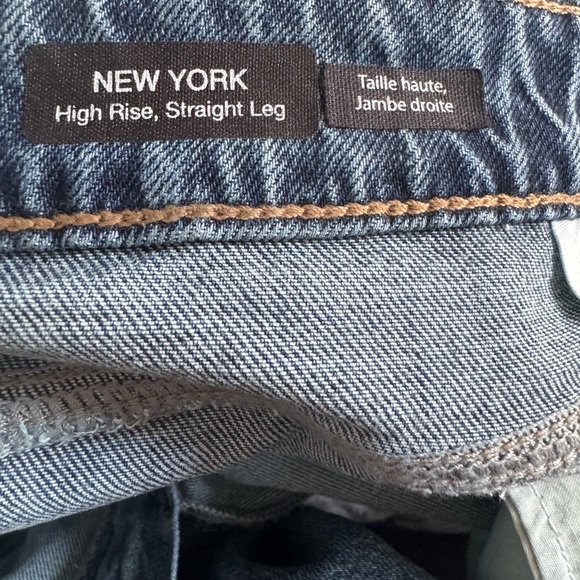 NEW YORK
High Rise, Straight Leg
Taille haute,
Jambe droite